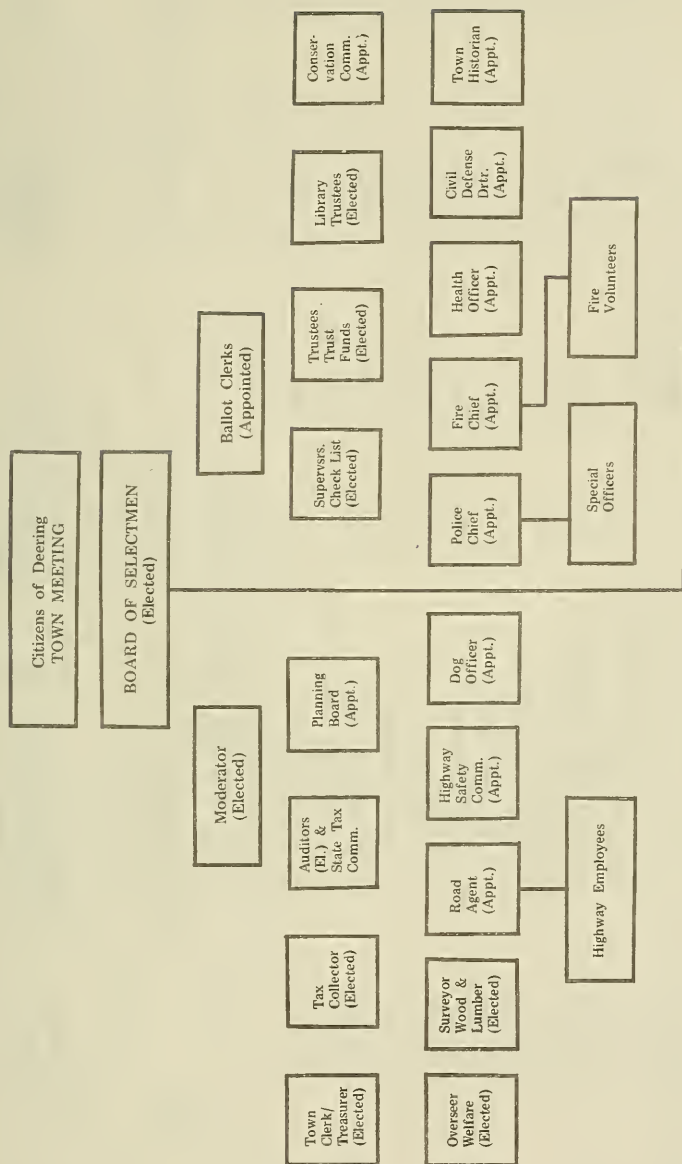 Citizens of Deering
TOWN MEETING
BOARD OF SELECTMEN
(Elected)
Moderator
(Elected)
Ballot Clerks
(Appointed)
Town
Clerk/
Treasurer
(Elected)
Tax
Collector
(Elected)
Auditors
(El.) &
State Tax
Comm.
Planning
Board
(Appt.)
Supervsrs.
Check List
(Elected)
Trustees
Trust
Funds
(Elected)
Library
Trustees
(Elected)
Conser-
vation
Comm.
(Appt.)
Overseer
Welfare
(Elected)
Surveyor
Wood &
Lumber
(Elected)
Road
Agent
(Appt.)
Highway
Safety
Comm.
(Appt.)
Dog
Officer
(Appt.)
Police
Chief
(Appt.)
Fire
Chief
(Appt.)
Health
Officer
(Appt.)
Civil
Defense
Drtr.
(Appt.)
Town
Historian
(Appt.)
Highway Employees
Special
Officers
Fire
Volunteers